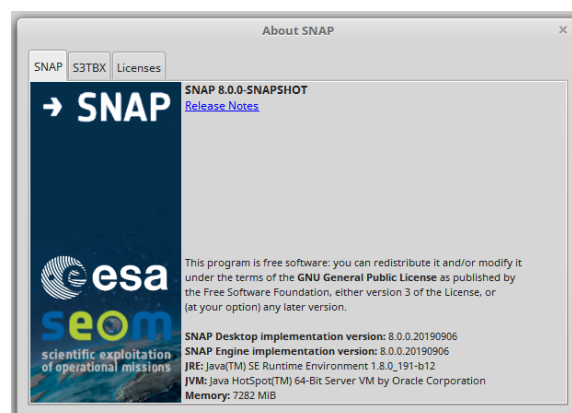 About SNAP
SNAP S3TBX Licenses
SNAP
SNAP 8.0.0-SNAPSHOT
Release Notes
This program is free software: you can redistribute it and/or modify it
under the terms of the GNU General Public License as published by
the Free Software Foundation, either version 3 of the License, or
(at your option) any later version.
esa
seom
scientific exploitation
of operational missions
SNAP Desktop implementation version: 8.0.0.20190906
SNAP Engine implementation version: 8.0.0.20190906
JRE: Java(TM) SE Runtime Environment 1.8.0_191-b12
JVM: Java HotSpot(TM) 64-Bit Server VM by Oracle Corporation
Memory: 7282 MiB